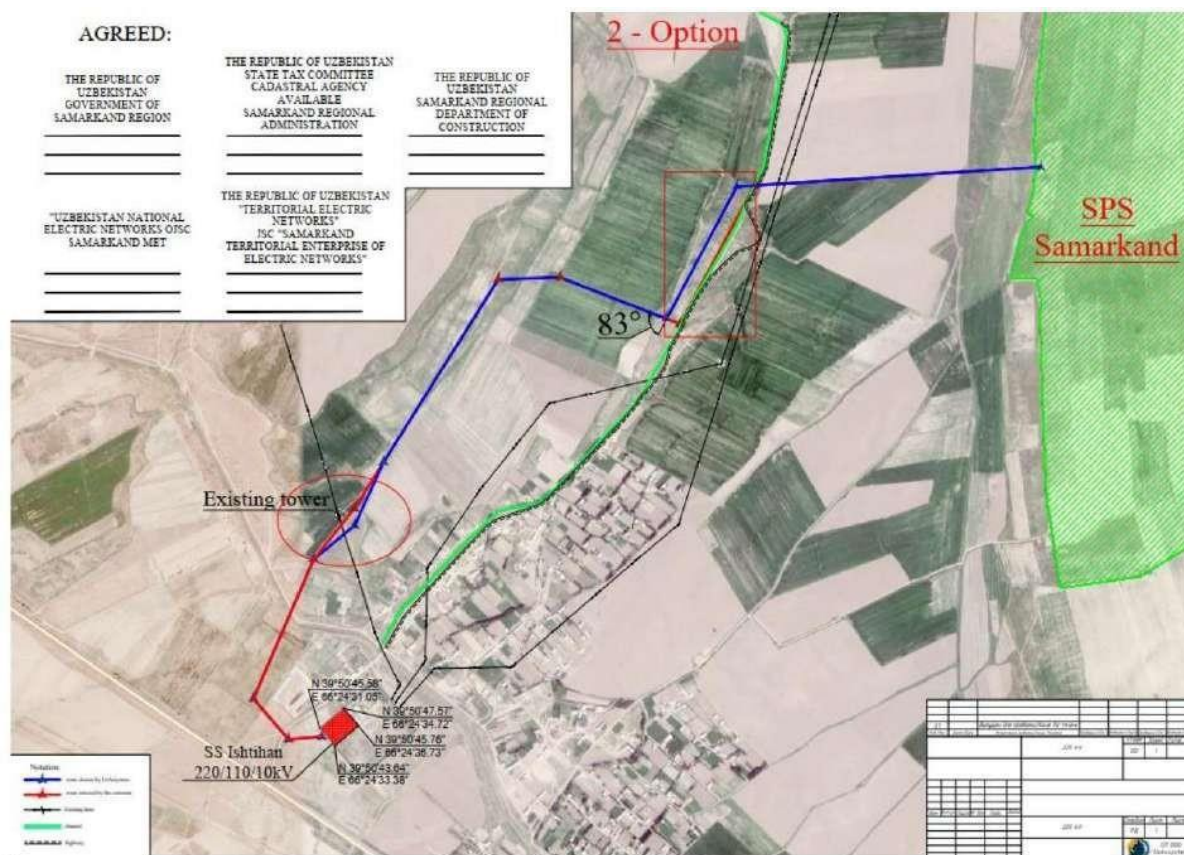 AGREED:
THE REPUBLIC OF
UZBEKISTAN
GOVERNMENT OF
SAMARKAND REGION
THE REPUBLIC OF UZBEKISTAN
STATE TAX COMMITTEE
CADASTRAL AGENCY
AVAILABLE
SAMARKAND REGIONAL
ADMINISTRATION
THE REPUBLIC OF
UZBEKISTAN
SAMARKAND REGIONAL
DEPARTMENT OF
CONSTRUCTION
"UZBEKISTAN NATIONAL
ELECTRIC NETWORKS OJSC
SAMARKAND MET
THE REPUBLIC OF UZBEKISTAN
"TERRITORIAL ELECTRIC
NETWORKS"
JSC "SAMARKAND
TERRITORIAL ENTERPRISE OF
ELECTRIC NETWORKS"
2 - Option
SPS
Samarkand
83°
Existing tower
N 39°50'45.58"
E 66°24'31.05"
N 39°50'47.57"
E 66°24'34.72"
N 39°50'45.76"
E 66°24'36.73"
N 39°50'43.64"
E 66°24'33.38"
SS Ishtihan
220/110/10kV
Notation:
existing lines
channel
highway